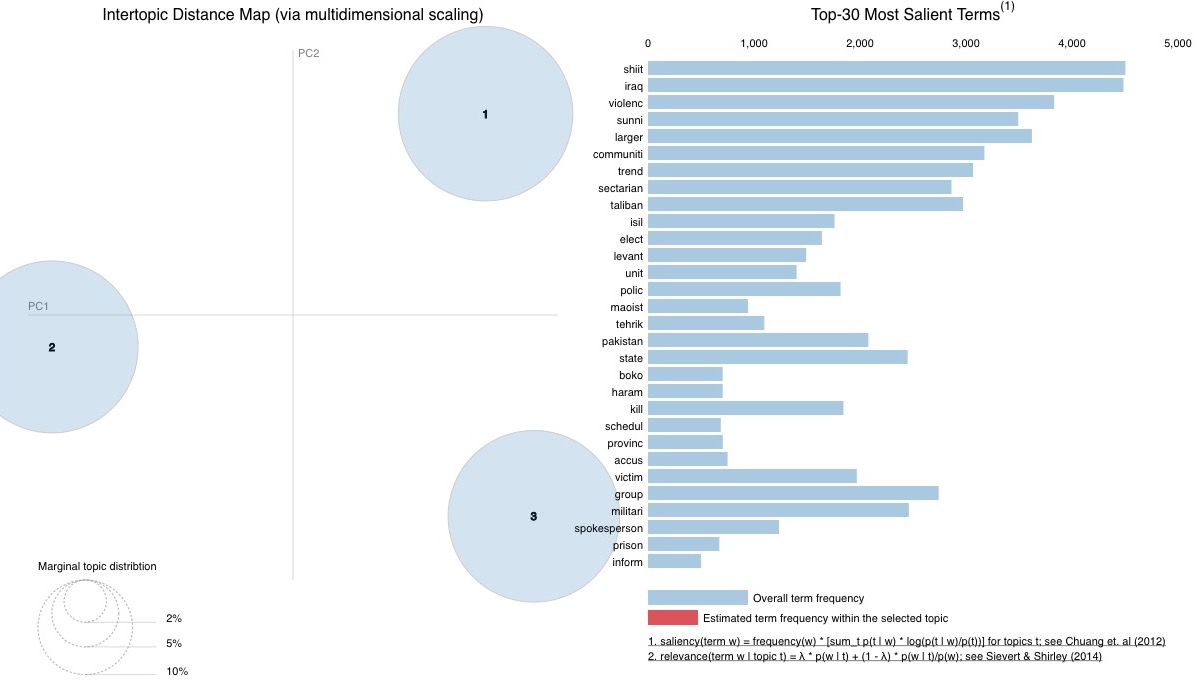 Intertopic Distance Map (via multidimensional scaling)
PC2
1
PC1
2
3
Marginal topic distribtion
2%
5%
10%
Top-30 Most Salient Terms(1)
0 1,000 2,000 3,000 4,000 5,000
shiit
iraq
violenc
sunni
larger
communiti
trend
sectarian
taliban
isil
elect
levant
unit
polic
maoist
tehrik
pakistan
state
boko
haram
kill
schedul
provinc
accus
victim
group
militari
spokesperson
prison
inform
Overall term frequency
Estimated term frequency within the selected topic
1. saliency(term w) = frequency(w) * [sum_t p(t | w) * log(p(t | w)/p(t))] for topics t; see Chuang et. al (2012)
2. relevance(term w | topic t) = λ * p(w | t) + (1 - λ) * p(w | t)/p(w); see Sievert & Shirley (2014)